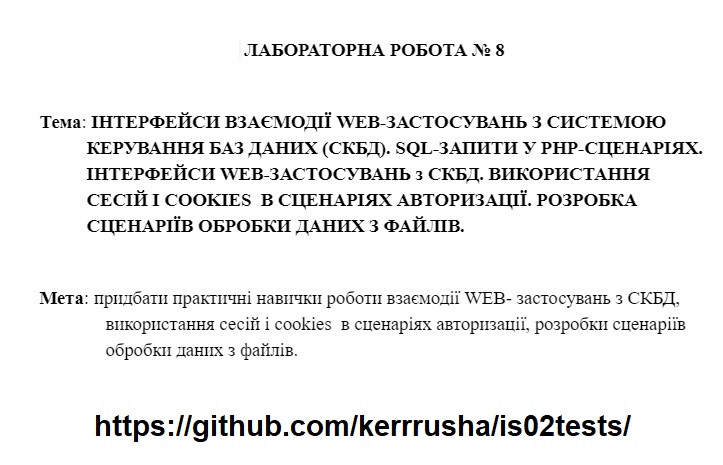 ЛАБОРАТОРНА РОБОТА № 8
Тема: ІНТЕРФЕЙСИ ВЗАЄМОДІЇ WEB-ЗАСТОСУВАНЬ З СИСТЕМОЮ
КЕРУВАННЯ БАЗ ДАНИХ (СКБД). SQL-ЗАПИТИ У PHP-СЦЕНАРІЯХ.
ІНТЕРФЕЙСИ WEB-ЗАСТОСУВАНЬ з СКБД. ВИКОРИСТАННЯ
СЕСІЙ І COOKIES В СЦЕНАРІЯХ АВТОРИЗАЦІЇ. РОЗРОБКА
СЦЕНАРІЇВ ОБРОБКИ ДАНИХ З ФАЙЛІВ.
Мета: придбати практичні навички роботи взаємодії WEB- застосувань з СКБД,
використання сесій і cookies в сценаріях авторизації, розробки сценаріїв
обробки даних з файлів.
https://github.com/kerrrusha/is02tests/